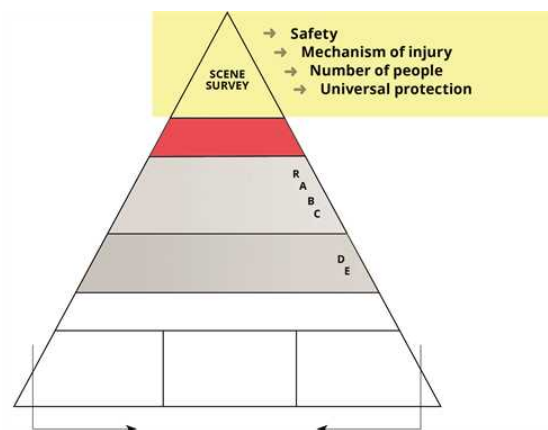 Safety
Mechanism of injury
SCENE
SURVEY
Number of people
Universal protection
R
A
B
C
D
E